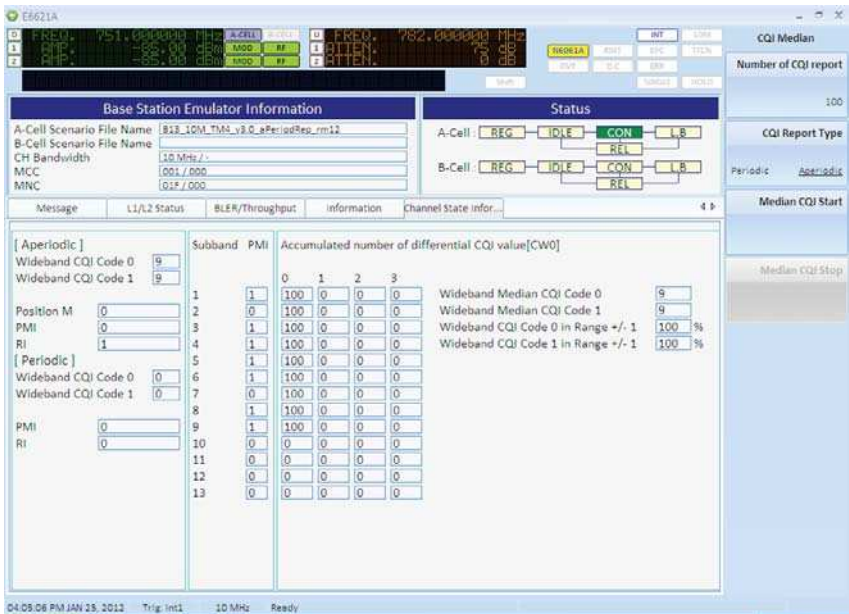 E6621A
D FREQ. 751.000000 MHz A-CELL B-CELL
1 AMP. -85.00 dBm MOD RF
2 AMP. -85.00 dBm MOD RF
U FREQ. 782.000000 MHz
1 ATTEN. 75 dB
2 ATTEN. 0 dB
INT
N6061A
ERR
Shift
HOLD
Base Station Emulator Information
A-Cell Scenario File Name B13_10M_TM4_v3.0_aPeriodRep_rm12
B-Cell Scenario File Name
CH Bandwidth 10 MHz / -
MCC 001 / 000
MNC 01F / 000
Status
A-Cell : REG IDLE CON L.B
REL
B-Cell : REG IDLE CON L.B
REL
Message L1/L2 Status BLER/Throughput Information Channel State Infor...
[ Aperiodic ]
Wideband CQI Code 0 9
Wideband CQI Code 1 9
Position M 0
PMI 0
RI 1
[ Periodic ]
Wideband CQI Code 0 0
Wideband CQI Code 1 0
PMI 0
RI 0
Subband PMI Accumulated number of differential CQI value[CW0]
0 1 2 3
1 1 100 0 0 0
2 0 100 0 0 0
3 1 100 0 0 0
4 1 100 0 0 0
5 1 100 0 0 0
6 1 100 0 0 0
7 0 100 0 0 0
8 1 100 0 0 0
9 1 100 0 0 0
10 0 0 0 0 0
11 0 0 0 0 0
12 0 0 0 0 0
13 0 0 0 0 0
Wideband Median CQI Code 0 9
Wideband Median CQI Code 1 9
Wideband CQI Code 0 in Range +/- 1 100 %
Wideband CQI Code 1 in Range +/- 1 100 %
CQI Median
Number of CQI report
100
CQI Report Type
Periodic Aperiodic
Median CQI Start
Median CQI Stop
04:05:06 PM JAN 25, 2012 Trig: Int1 10 MHz Ready